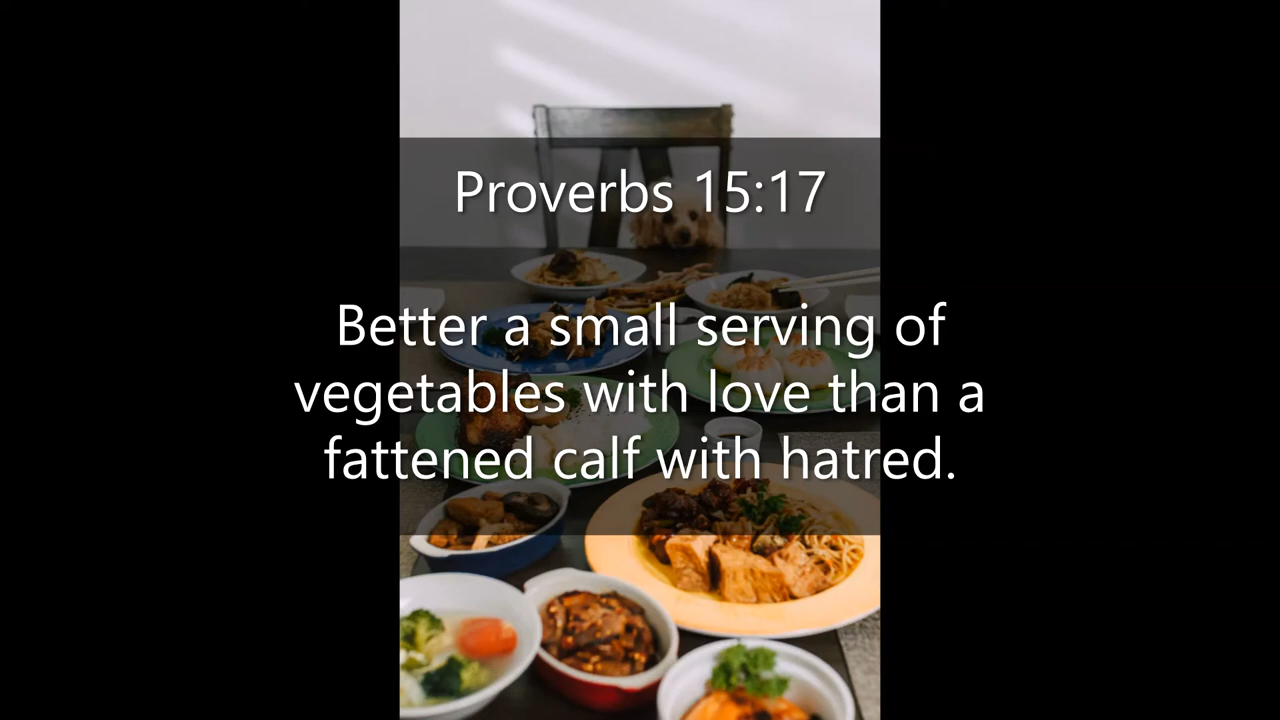 Proverbs 15:17
Better a small serving of
vegetables with love than a
fattened calf with hatred.